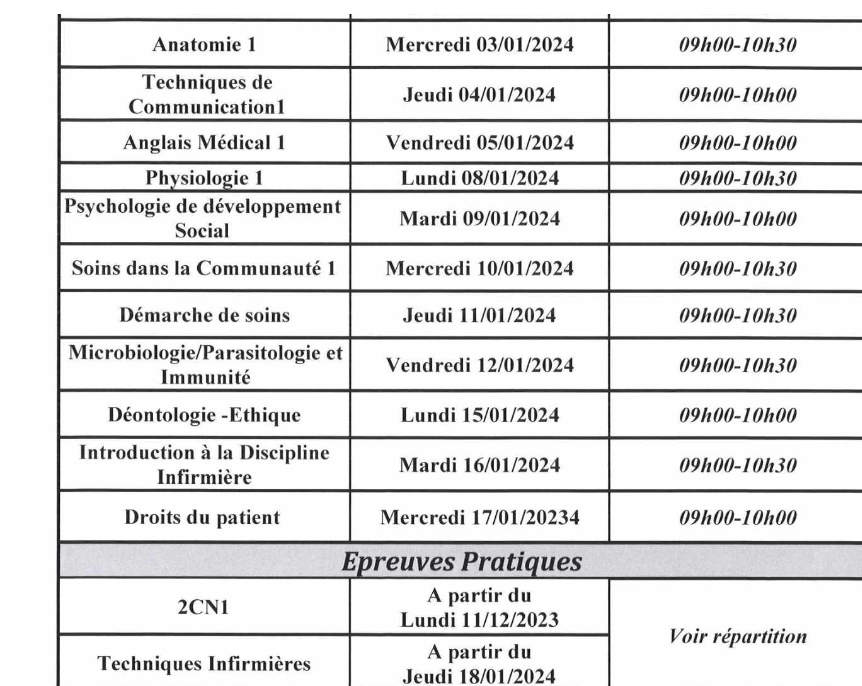 Anatomie 1 Mercredi 03/01/2024 09h00-10h30
Techniques de
Communication1 Jeudi 04/01/2024 09h00-10h00
Anglais Médical 1 Vendredi 05/01/2024 09h00-10h00
Physiologie 1 Lundi 08/01/2024 09h00-10h30
Psychologie de développement
Social Mardi 09/01/2024 09h00-10h00
Soins dans la Communauté 1 Mercredi 10/01/2024 09h00-10h30
Démarche de soins Jeudi 11/01/2024 09h00-10h30
Microbiologie/Parasitologie et
Immunité Vendredi 12/01/2024 09h00-10h30
Déontologie -Ethique Lundi 15/01/2024 09h00-10h00
Introduction à la Discipline
Infirmière Mardi 16/01/2024 09h00-10h30
Droits du patient Mercredi 17/01/20234 09h00-10h00
Epreuves Pratiques
2CN1 A partir du
Lundi 11/12/2023
Voir répartition
Techniques Infirmières A partir du
Jeudi 18/01/2024